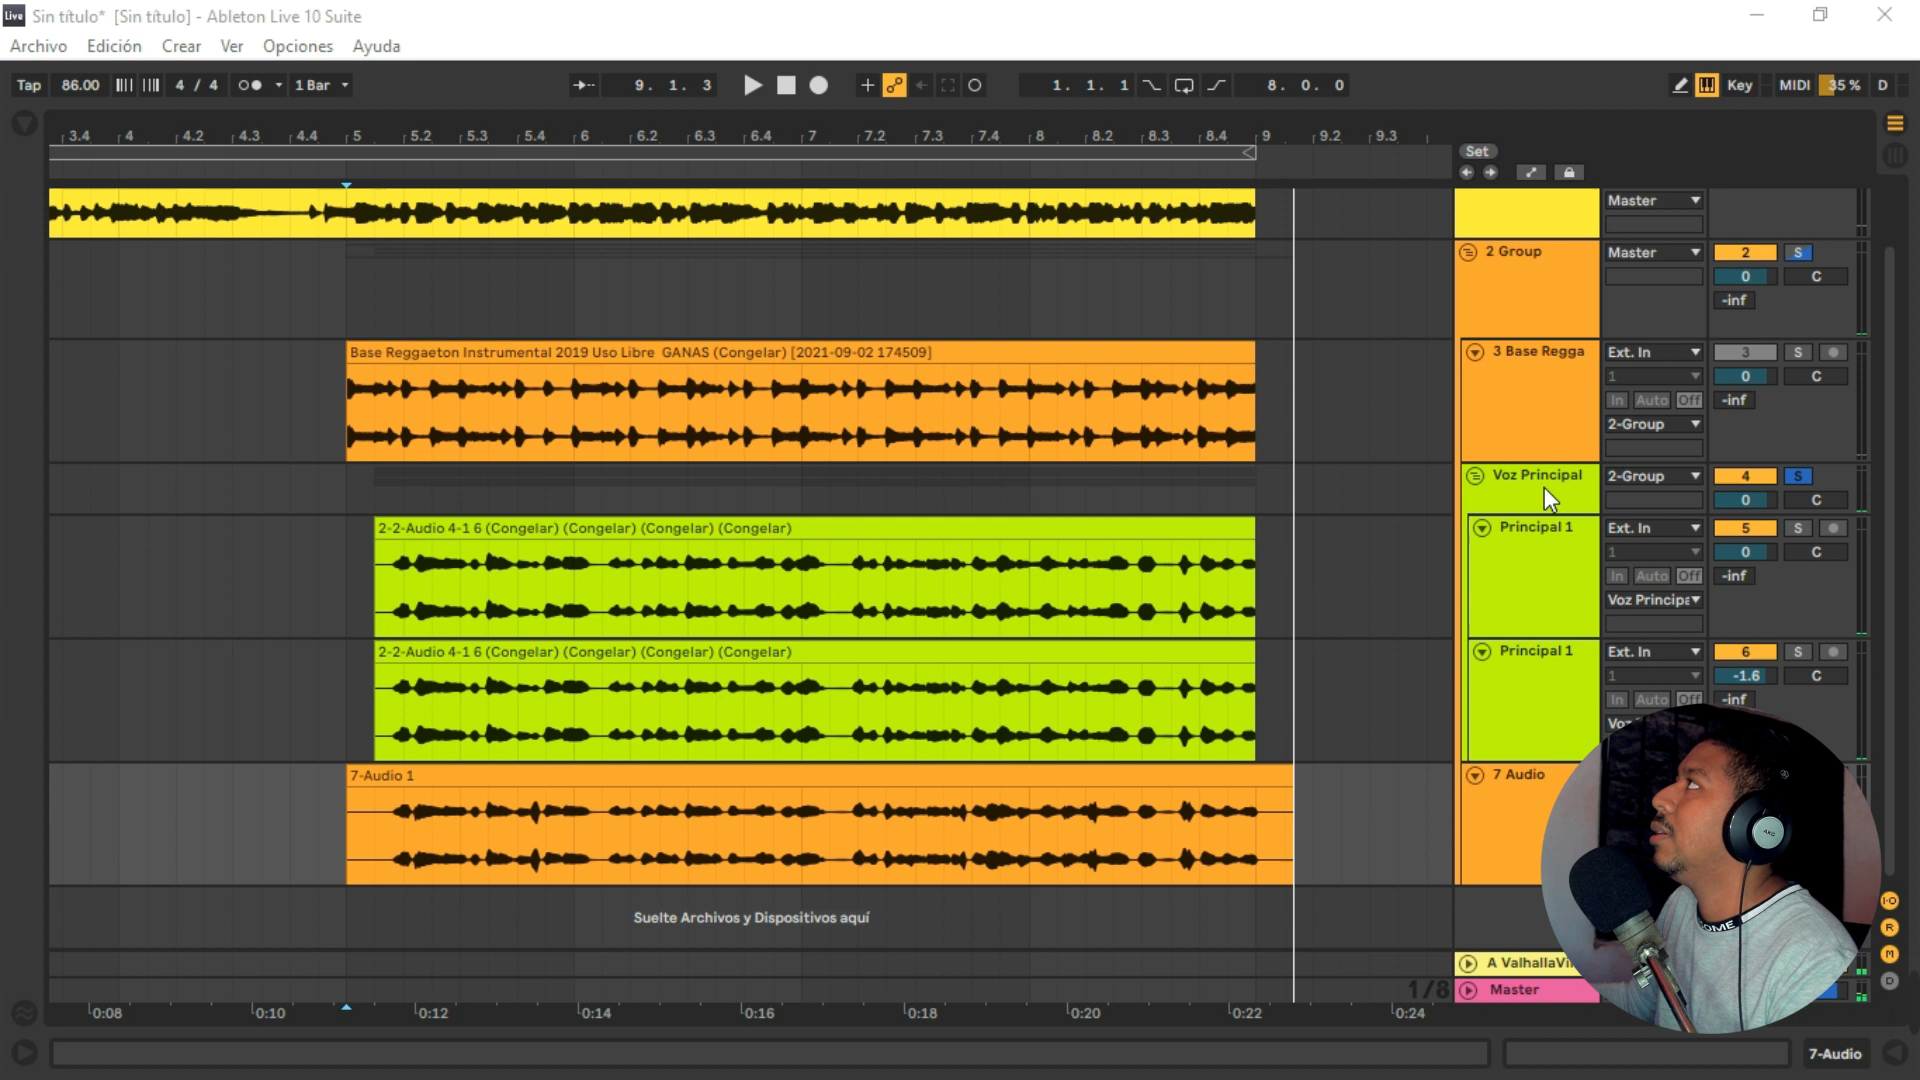 Live Sin título* [Sin título] - Ableton Live 10 Suite
Archivo Edición Crear Ver Opciones Ayuda
Tap 86.00 4 / 4 1 Bar 9. 1. 3 1. 1. 1 8. 0. 0 Key MIDI 35 % D
3.4 4 4.2 4.3 4.4 5 5.2 5.3 5.4 6 6.2 6.3 6.4 7 7.2 7.3 7.4 8 8.2 8.3 8.4 9 9.2 9.3
Set
Master
2 Group Master 2 S
0 C
-inf
Base Reggaeton Instrumental 2019 Uso Libre GANAS (Congelar) [2021-09-02 174509] 3 Base Regga Ext. In 3 S
1 0 C
In Auto Off -inf
2-Group
Voz Principal 2-Group 4 S
0 C
2-2-Audio 4-1 6 (Congelar) (Congelar) (Congelar) (Congelar) Principal 1 Ext. In 5 S
1 0 C
In Auto Off -inf
Voz Principa
2-2-Audio 4-1 6 (Congelar) (Congelar) (Congelar) (Congelar) Principal 1 Ext. In 6 S
1 -1.6 C
In Auto Off -inf
7-Audio 1 7 Audio
AKG
Suelte Archivos y Dispositivos aquí
I-O
R
M
D
A ValhallaVi
1/8 Master
0:08 0:10 0:12 0:14 0:16 0:18 0:20 0:22 0:24
7-Audio